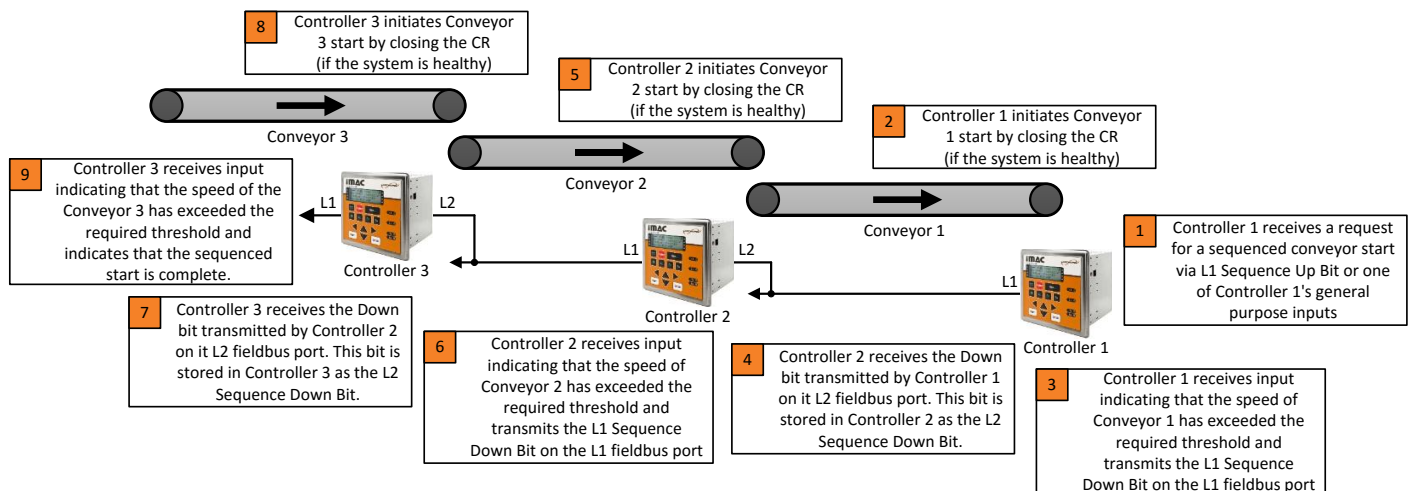 8
Controller 3 initiates Conveyor
3 start by closing the CR
(if the system is healthy)
5
Controller 2 initiates Conveyor
2 start by closing the CR
(if the system is healthy)
2
Controller 1 initiates Conveyor
1 start by closing the CR
(if the system is healthy)
Conveyor 3
Conveyor 2
Conveyor 1
9
Controller 3 receives input
indicating that the speed of the
Conveyor 3 has exceeded the
required threshold and
indicates that the sequenced
start is complete.
L1
L2
iMAC
Controller 3
L1
L2
iMAC
Controller 2
L1
iMAC
Controller 1
1
Controller 1 receives a request
for a sequenced conveyor start
via L1 Sequence Up Bit or one
of Controller 1's general
purpose inputs
7
Controller 3 receives the Down
bit transmitted by Controller 2
on it L2 fieldbus port. This bit is
stored in Controller 3 as the L2
Sequence Down Bit.
6
Controller 2 receives input
indicating that the speed of
Conveyor 2 has exceeded the
required threshold and
transmits the L1 Sequence
Down Bit on the L1 fieldbus port
4
Controller 2 receives the Down
bit transmitted by Controller 1
on it L2 fieldbus port. This bit is
stored in Controller 2 as the L2
Sequence Down Bit.
3
Controller 1 receives input
indicating that the speed of
Conveyor 1 has exceeded the
required threshold and
transmits the L1 Sequence
Down Bit on the L1 fieldbus port